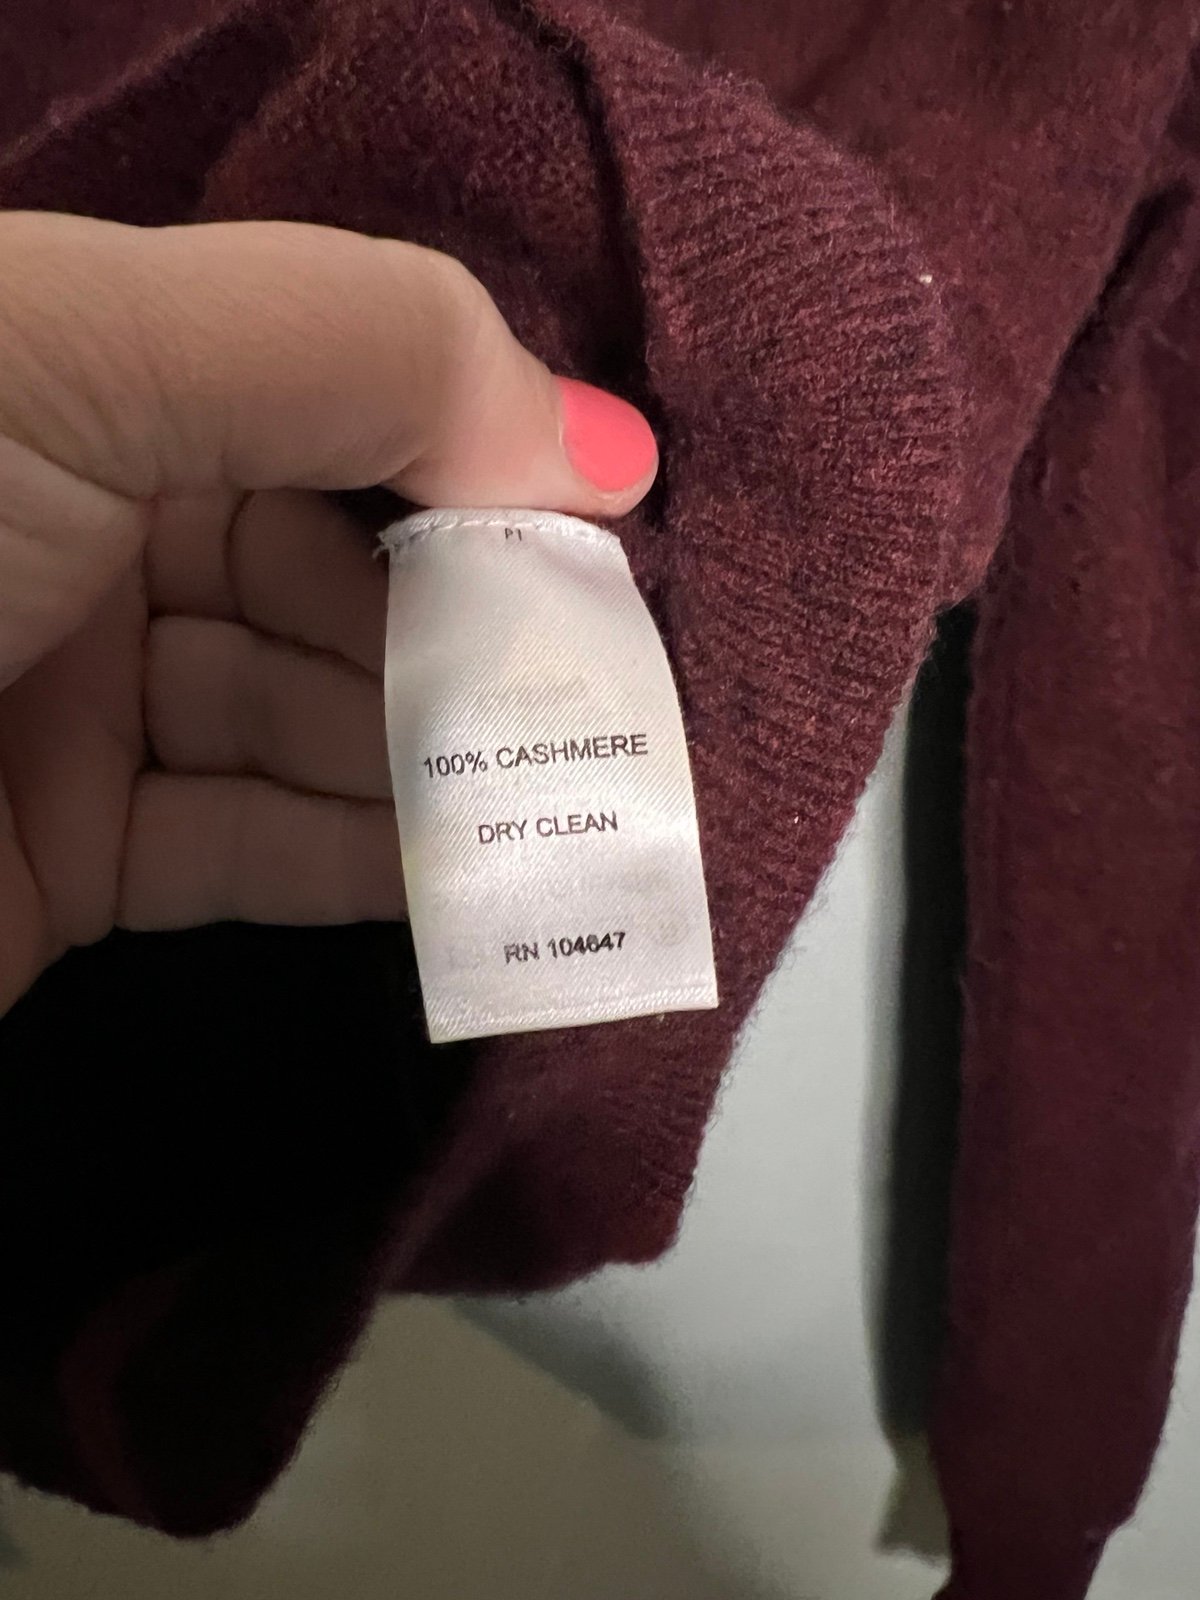 P1
100% CASHMERE
DRY CLEAN
RN 104647